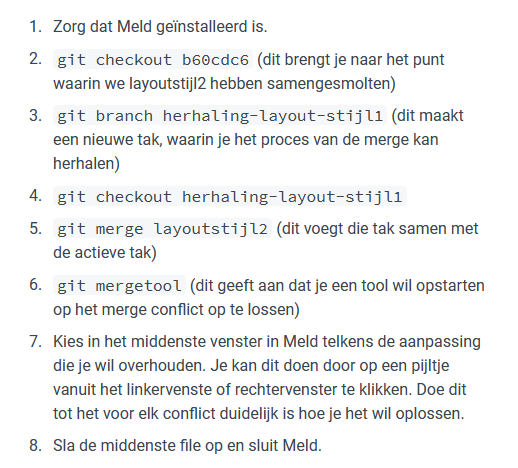 1. Zorg dat Meld geïnstalleerd is.
2. git checkout b60cdc6 (dit brengt je naar het punt
waarin we layoutstijl2 hebben samengesmolten)
3. git branch herhaling-layout-stijl1 (dit maakt
een nieuwe tak, waarin je het proces van de merge kan
herhalen)
4. git checkout herhaling-layout-stijl1
5. git merge layoutstijl2 (dit voegt die tak samen met
de actieve tak)
6. git mergetool (dit geeft aan dat je een tool wil opstarten
op het merge conflict op te lossen)
7. Kies in het middenste venster in Meld telkens de aanpassing
die je wil overhouden. Je kan dit doen door op een pijltje
vanuit het linkervenster of rechtervenster te klikken. Doe dit
tot het voor elk conflict duidelijk is hoe je het wil oplossen.
8. Sla de middenste file op en sluit Meld.